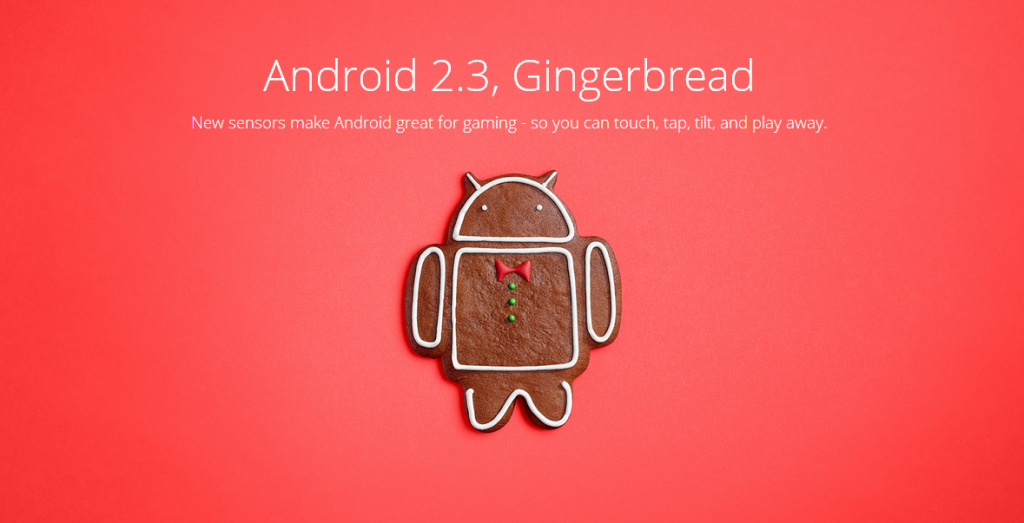 Android 2.3, Gingerbread
New sensors make Android great for gaming - so you can touch, tap, tilt, and play away.